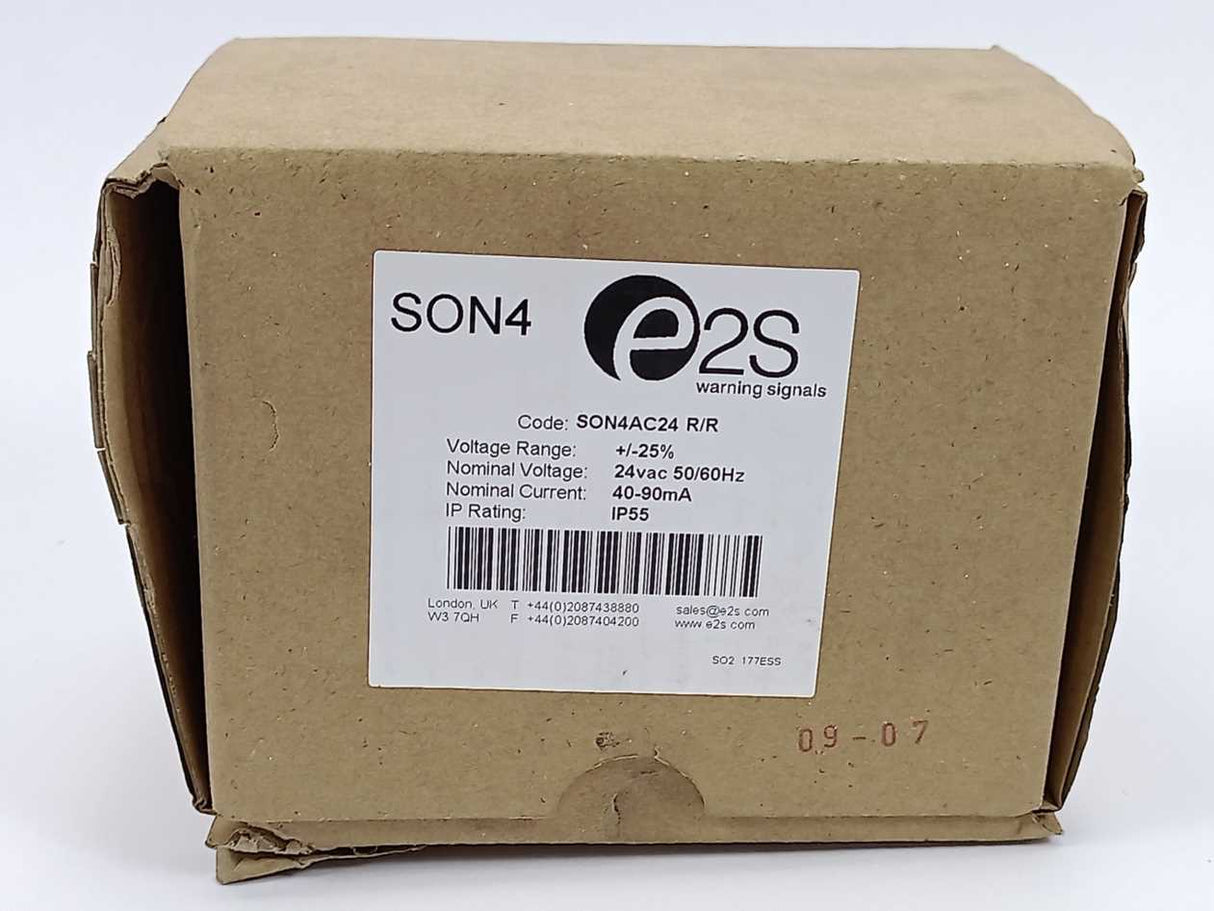 SON4
e2S
warning signals
Code: SON4AC24 R/R
Voltage Range: +/-25%
Nominal Voltage: 24vac 50/60Hz
Nominal Current: 40-90mA
IP Rating: IP55
London, UK T +44(0)2087438880 sales@e2s.com
W3 7QH F +44(0)2087404200 www.e2s.com
SO2 177ESS
09-07